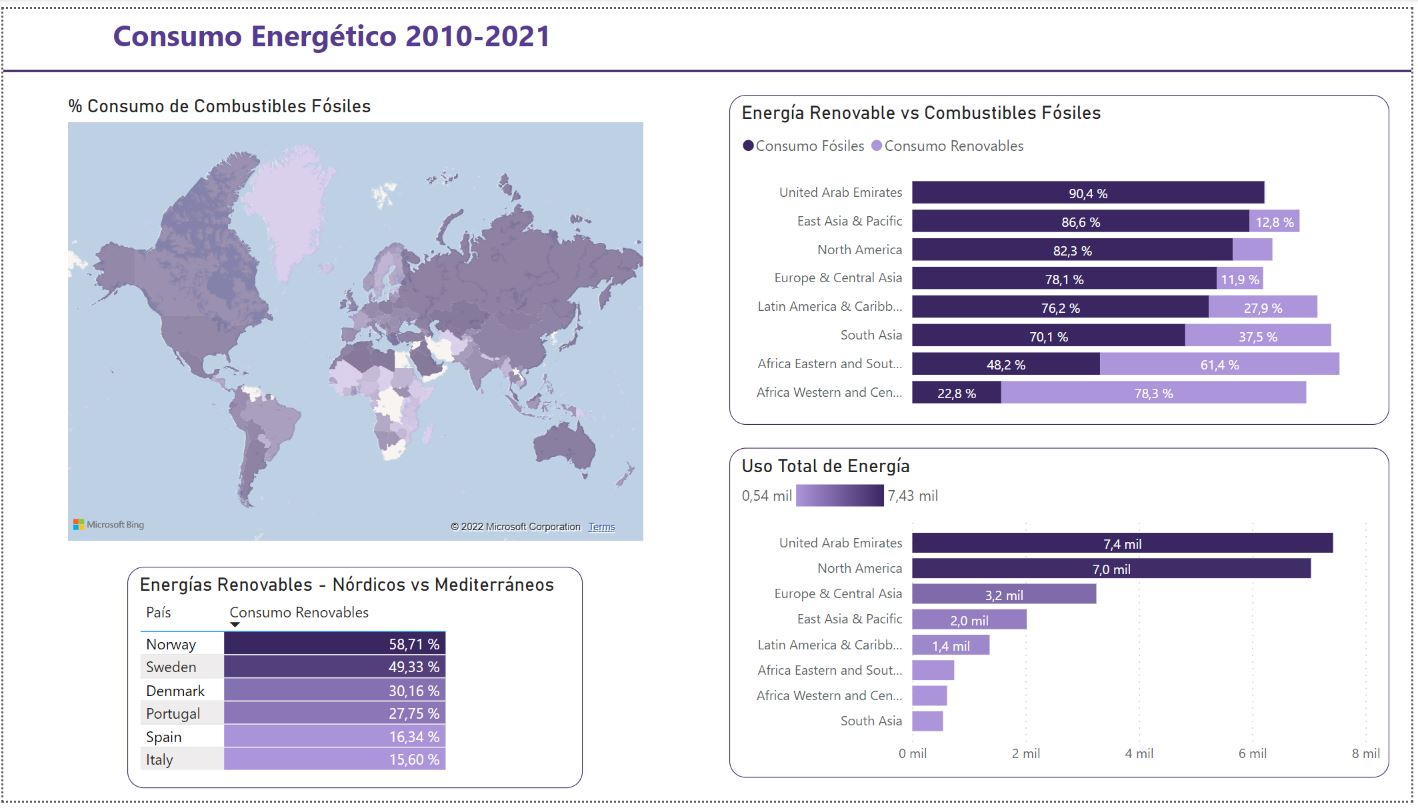 Consumo Energético 2010-2021
% Consumo de Combustibles Fósiles
Microsoft Bing
© 2022 Microsoft Corporation Terms
Energías Renovables - Nórdicos vs Mediterráneos
País Consumo Renovables
Norway 58,71 %
Sweden 49,33 %
Denmark 30,16 %
Portugal 27,75 %
Spain 16,34 %
Italy 15,60 %
Energía Renovable vs Combustibles Fósiles
Consumo Fósiles Consumo Renovables
United Arab Emirates 90,4 %
East Asia & Pacific 86,6 % 12,8 %
North America 82,3 %
Europe & Central Asia 78,1 % 11,9 %
Latin America & Caribb... 76,2 % 27,9 %
South Asia 70,1 % 37,5 %
Africa Eastern and Sout... 48,2 % 61,4 %
Africa Western and Cen... 22,8 % 78,3 %
Uso Total de Energía
0,54 mil 7,43 mil
United Arab Emirates 7,4 mil
North America 7,0 mil
Europe & Central Asia 3,2 mil
East Asia & Pacific 2,0 mil
Latin America & Caribb... 1,4 mil
Africa Eastern and Sout...
Africa Western and Cen...
South Asia
0 mil 2 mil 4 mil 6 mil 8 mil